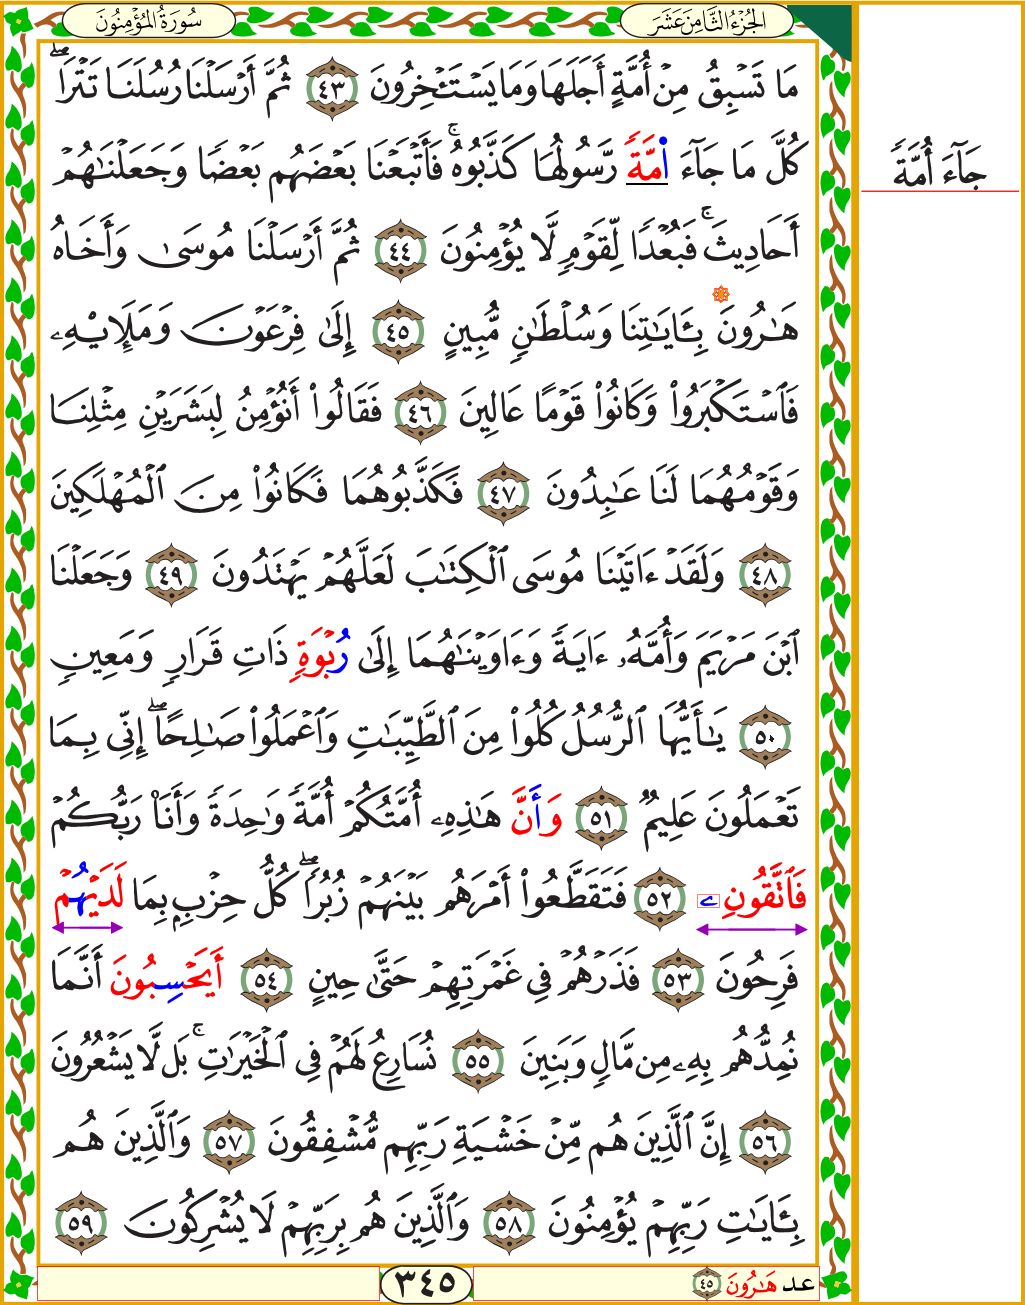 الجُزْءُ الثَّامِنَ عَشَرَ
سُورَةُ المُؤْمِنُونَ
مَا تَسْبِقُ مِنْ أُمَّةٍ أَجَلَهَا وَمَا يَسْتَـْٔخِرُونَ ٤٣ ثُمَّ أَرْسَلْنَا رُسُلَنَا تَتْرَاۖ
كُلَّ مَا جَآءَ اُمَّةٗ رَّسُولُهَا كَذَّبُوهُۚ فَأَتْبَعْنَا بَعْضَهُم بَعْضٗا وَجَعَلْنَـٰهُمْ
جَآءَ أُمَّةٗ
أَحَادِيثَۚ فَبُعْدٗا لِّقَوْمٖ لَّا يُؤْمِنُونَ ٤٤ ثُمَّ أَرْسَلْنَا مُوسَىٰ وَأَخَاهُ
هَـٰرُونَ بِـَٔايَـٰتِنَا وَسُلْطَـٰنٖ مُّبِينٍ ٤٥ إِلَىٰ فِرْعَوْنَ وَمَلَإِيْهِۦ
فَٱسْتَكْبَرُوا۟ وَكَانُوا۟ قَوْمًا عَالِينَ ٤٦ فَقَالُوٓا۟ أَنُؤْمِنُ لِبَشَرَيْنِ مِثْلِنَا
وَقَوْمُهُمَا لَنَا عَـٰبِدُونَ ٤٧ فَكَذَّبُوهُمَا فَكَانُوا۟ مِنَ ٱلْمُهْلَكِينَ
٤٨ وَلَقَدْ ءَاتَيْنَا مُوسَى ٱلْكِتَـٰبَ لَعَلَّهُمْ يَهْتَدُونَ ٤٩ وَجَعَلْنَا
ٱبْنَ مَرْيَمَ وَأُمَّهُۥ ءَايَةٗ وَءَاوَيْنَـٰهُمَا إِلَىٰ رُبْوَةٖ ذَاتِ قَرَارٖ وَمَعِينٖ
٥٠ يَـٰأَيُّهَا ٱلرُّسُلُ كُلُوا۟ مِنَ ٱلطَّيِّبَـٰتِ وَٱعْمَلُوا۟ صَـٰلِحًاۖ إِنِّي بِمَا
تَعْمَلُونَ عَلِيمٞ ٥١ وَأَنَّ هَـٰذِهِۦ أُمَّتُكُمْ أُمَّةٗ وَٰحِدَةٗ وَأَنَا۠ رَبُّكُمْ
فَٱتَّقُونِۦ ٥٢ فَتَقَطَّعُوا۟ أَمْرَهُم بَيْنَهُمْ زُبُرٗاۖ كُلُّ حِزْبٖ بِمَا لَدَيْهُمْ
فَرِحُونَ ٥٣ فَذَرْهُمْ فِي غَمْرَتِهِمْ حَتَّىٰ حِينٍ ٥٤ أَيَحْسِبُونَ أَنَّمَا
نُمِدُّهُم بِهِۦ مِن مَّالٖ وَبَنِينَ ٥٥ نُسَارِعُ لَهُمْ فِي ٱلْخَيْرَٰتِۚ بَل لَّا يَشْعُرُونَ
٥٦ إِنَّ ٱلَّذِينَ هُم مِّنْ خَشْيَةِ رَبِّهِم مُّشْفِقُونَ ٥٧ وَٱلَّذِينَ هُم
بِـَٔايَـٰتِ رَبِّهِمْ يُؤْمِنُونَ ٥٨ وَٱلَّذِينَ هُم بِرَبِّهِمْ لَا يُشْرِكُونَ ٥٩
عـد هَـٰرُونَ ٤٥
٣٤٥